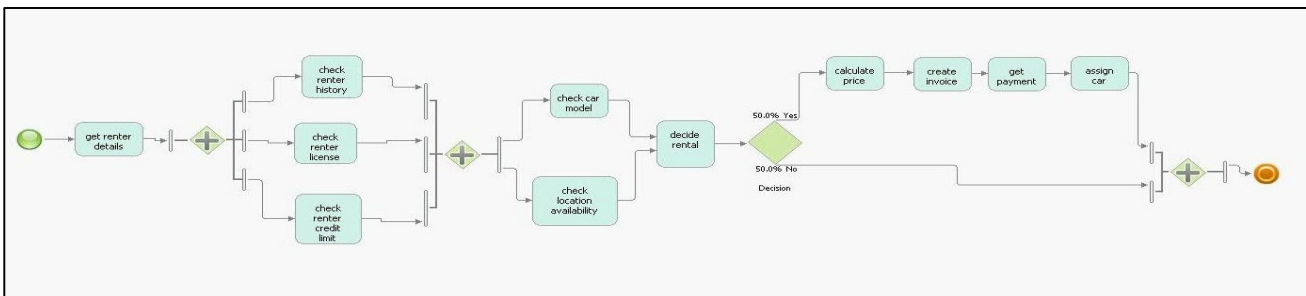 get renter
details
check
renter
history
check
renter
license
check
renter
credit
limit
check car
model
check
location
availability
decide
rental
50.0% Yes
50.0% No
Decision
calculate
price
create
invoice
get
payment
assign
car